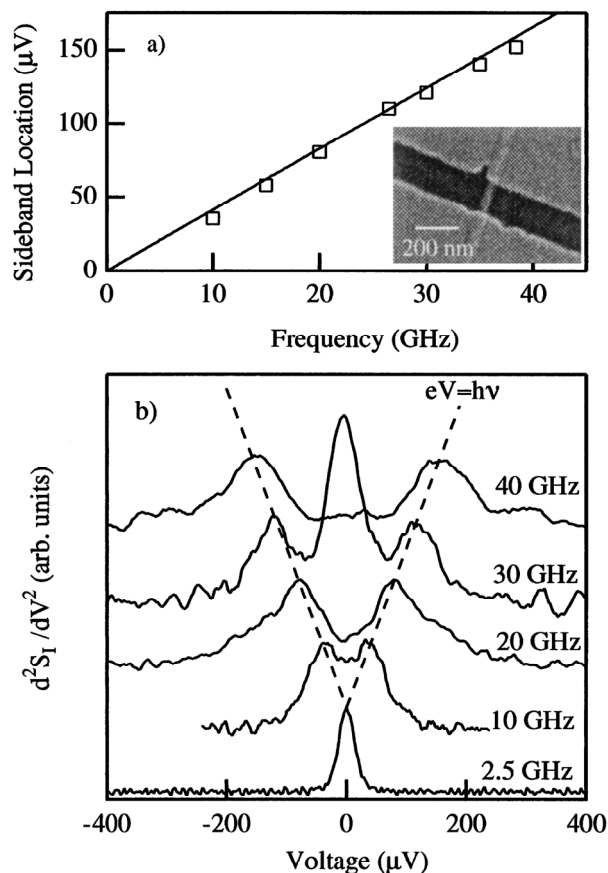 a)
Sideband Location (μV)
150
100
50
0
200 nm
0
10
20
30
40
Frequency (GHz)
b)
eV=hν
d²S_I /dV² (arb. units)
40 GHz
30 GHz
20 GHz
10 GHz
2.5 GHz
-400
-200
0
200
400
Voltage (μV)